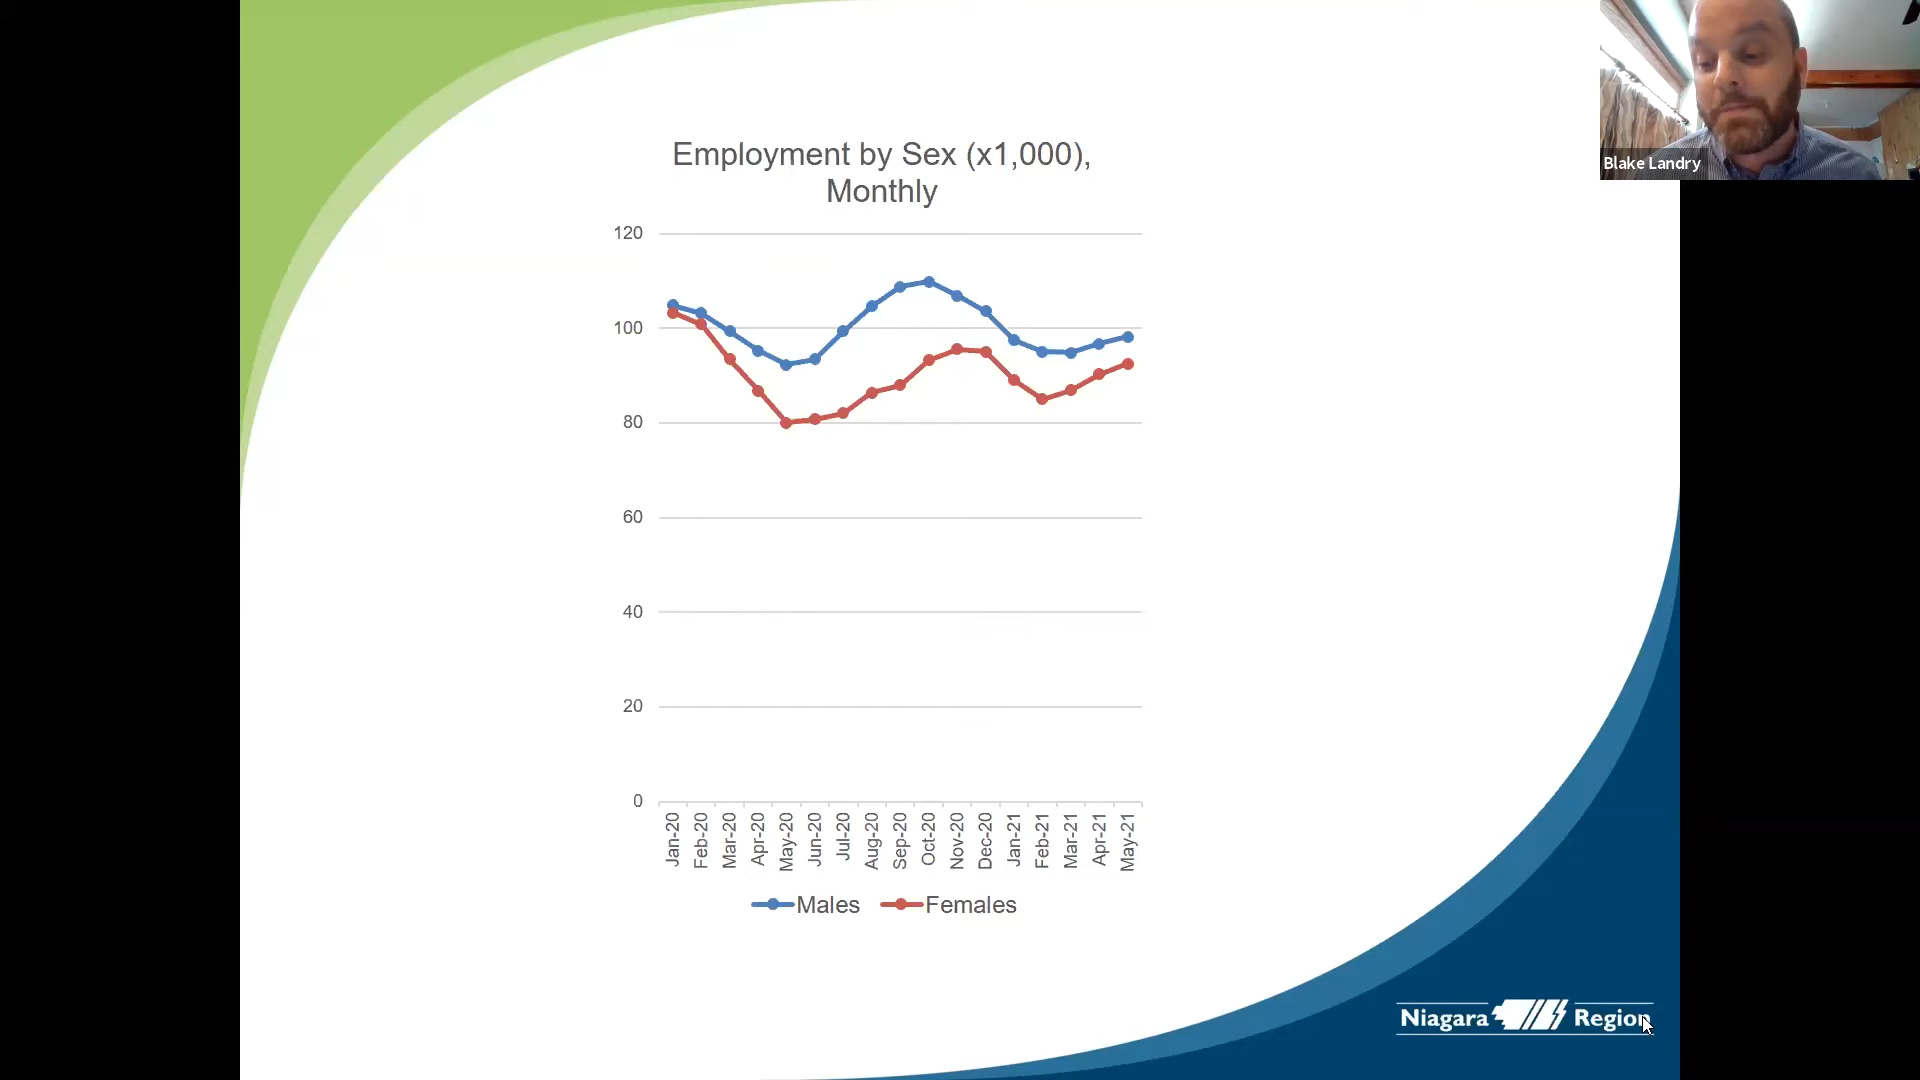 Blake Landry
Employment by Sex (x1,000),
Monthly
120
100
80
60
40
20
0
Jan-20
Feb-20
Mar-20
Apr-20
May-20
Jun-20
Jul-20
Aug-20
Sep-20
Oct-20
Nov-20
Dec-20
Jan-21
Feb-21
Mar-21
Apr-21
May-21
Males Females
Niagara Region